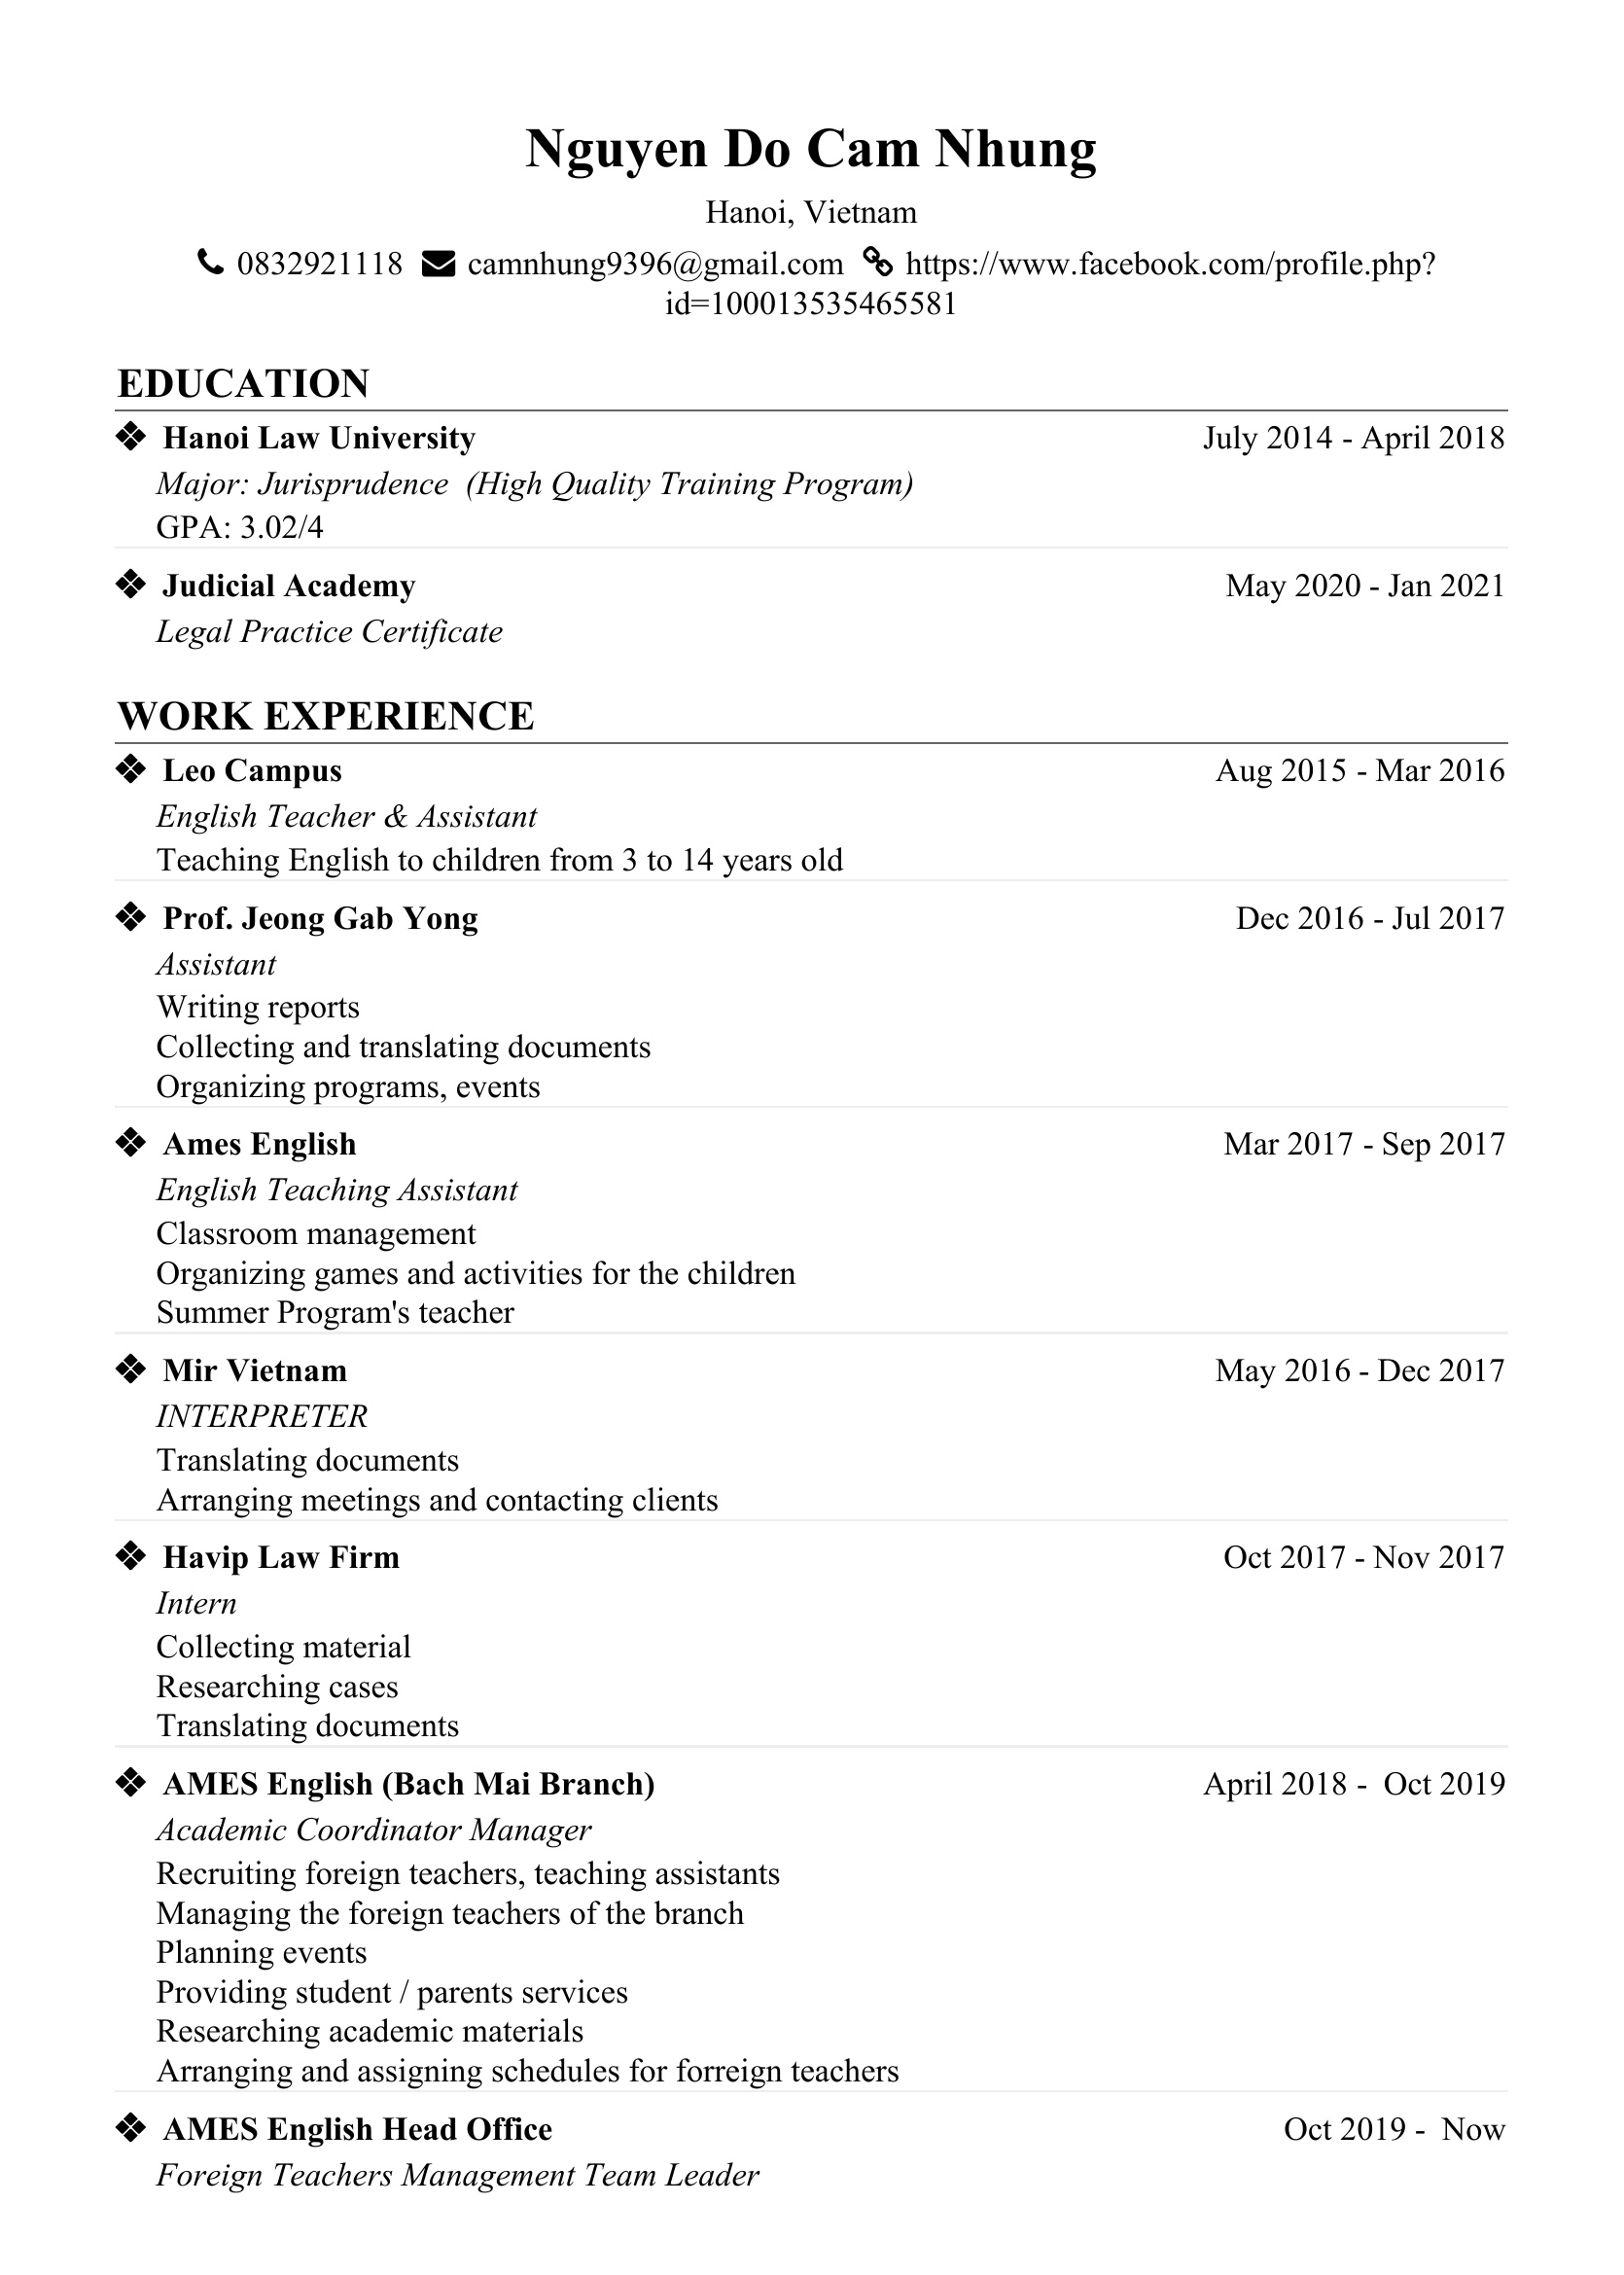 Nguyen Do Cam Nhung
Hanoi, Vietnam
0832921118 camnhung9396@gmail.com https://www.facebook.com/profile.php?
id=100013535465581
EDUCATION
❖ Hanoi Law University July 2014 - April 2018
Major: Jurisprudence (High Quality Training Program)
GPA: 3.02/4
❖ Judicial Academy May 2020 - Jan 2021
Legal Practice Certificate
WORK EXPERIENCE
❖ Leo Campus Aug 2015 - Mar 2016
English Teacher & Assistant
Teaching English to children from 3 to 14 years old
❖ Prof. Jeong Gab Yong Dec 2016 - Jul 2017
Assistant
Writing reports
Collecting and translating documents
Organizing programs, events
❖ Ames English Mar 2017 - Sep 2017
English Teaching Assistant
Classroom management
Organizing games and activities for the children
Summer Program's teacher
❖ Mir Vietnam May 2016 - Dec 2017
INTERPRETER
Translating documents
Arranging meetings and contacting clients
❖ Havip Law Firm Oct 2017 - Nov 2017
Intern
Collecting material
Researching cases
Translating documents
❖ AMES English (Bach Mai Branch) April 2018 - Oct 2019
Academic Coordinator Manager
Recruiting foreign teachers, teaching assistants
Managing the foreign teachers of the branch
Planning events
Providing student / parents services
Researching academic materials
Arranging and assigning schedules for forreign teachers
❖ AMES English Head Office Oct 2019 - Now
Foreign Teachers Management Team Leader